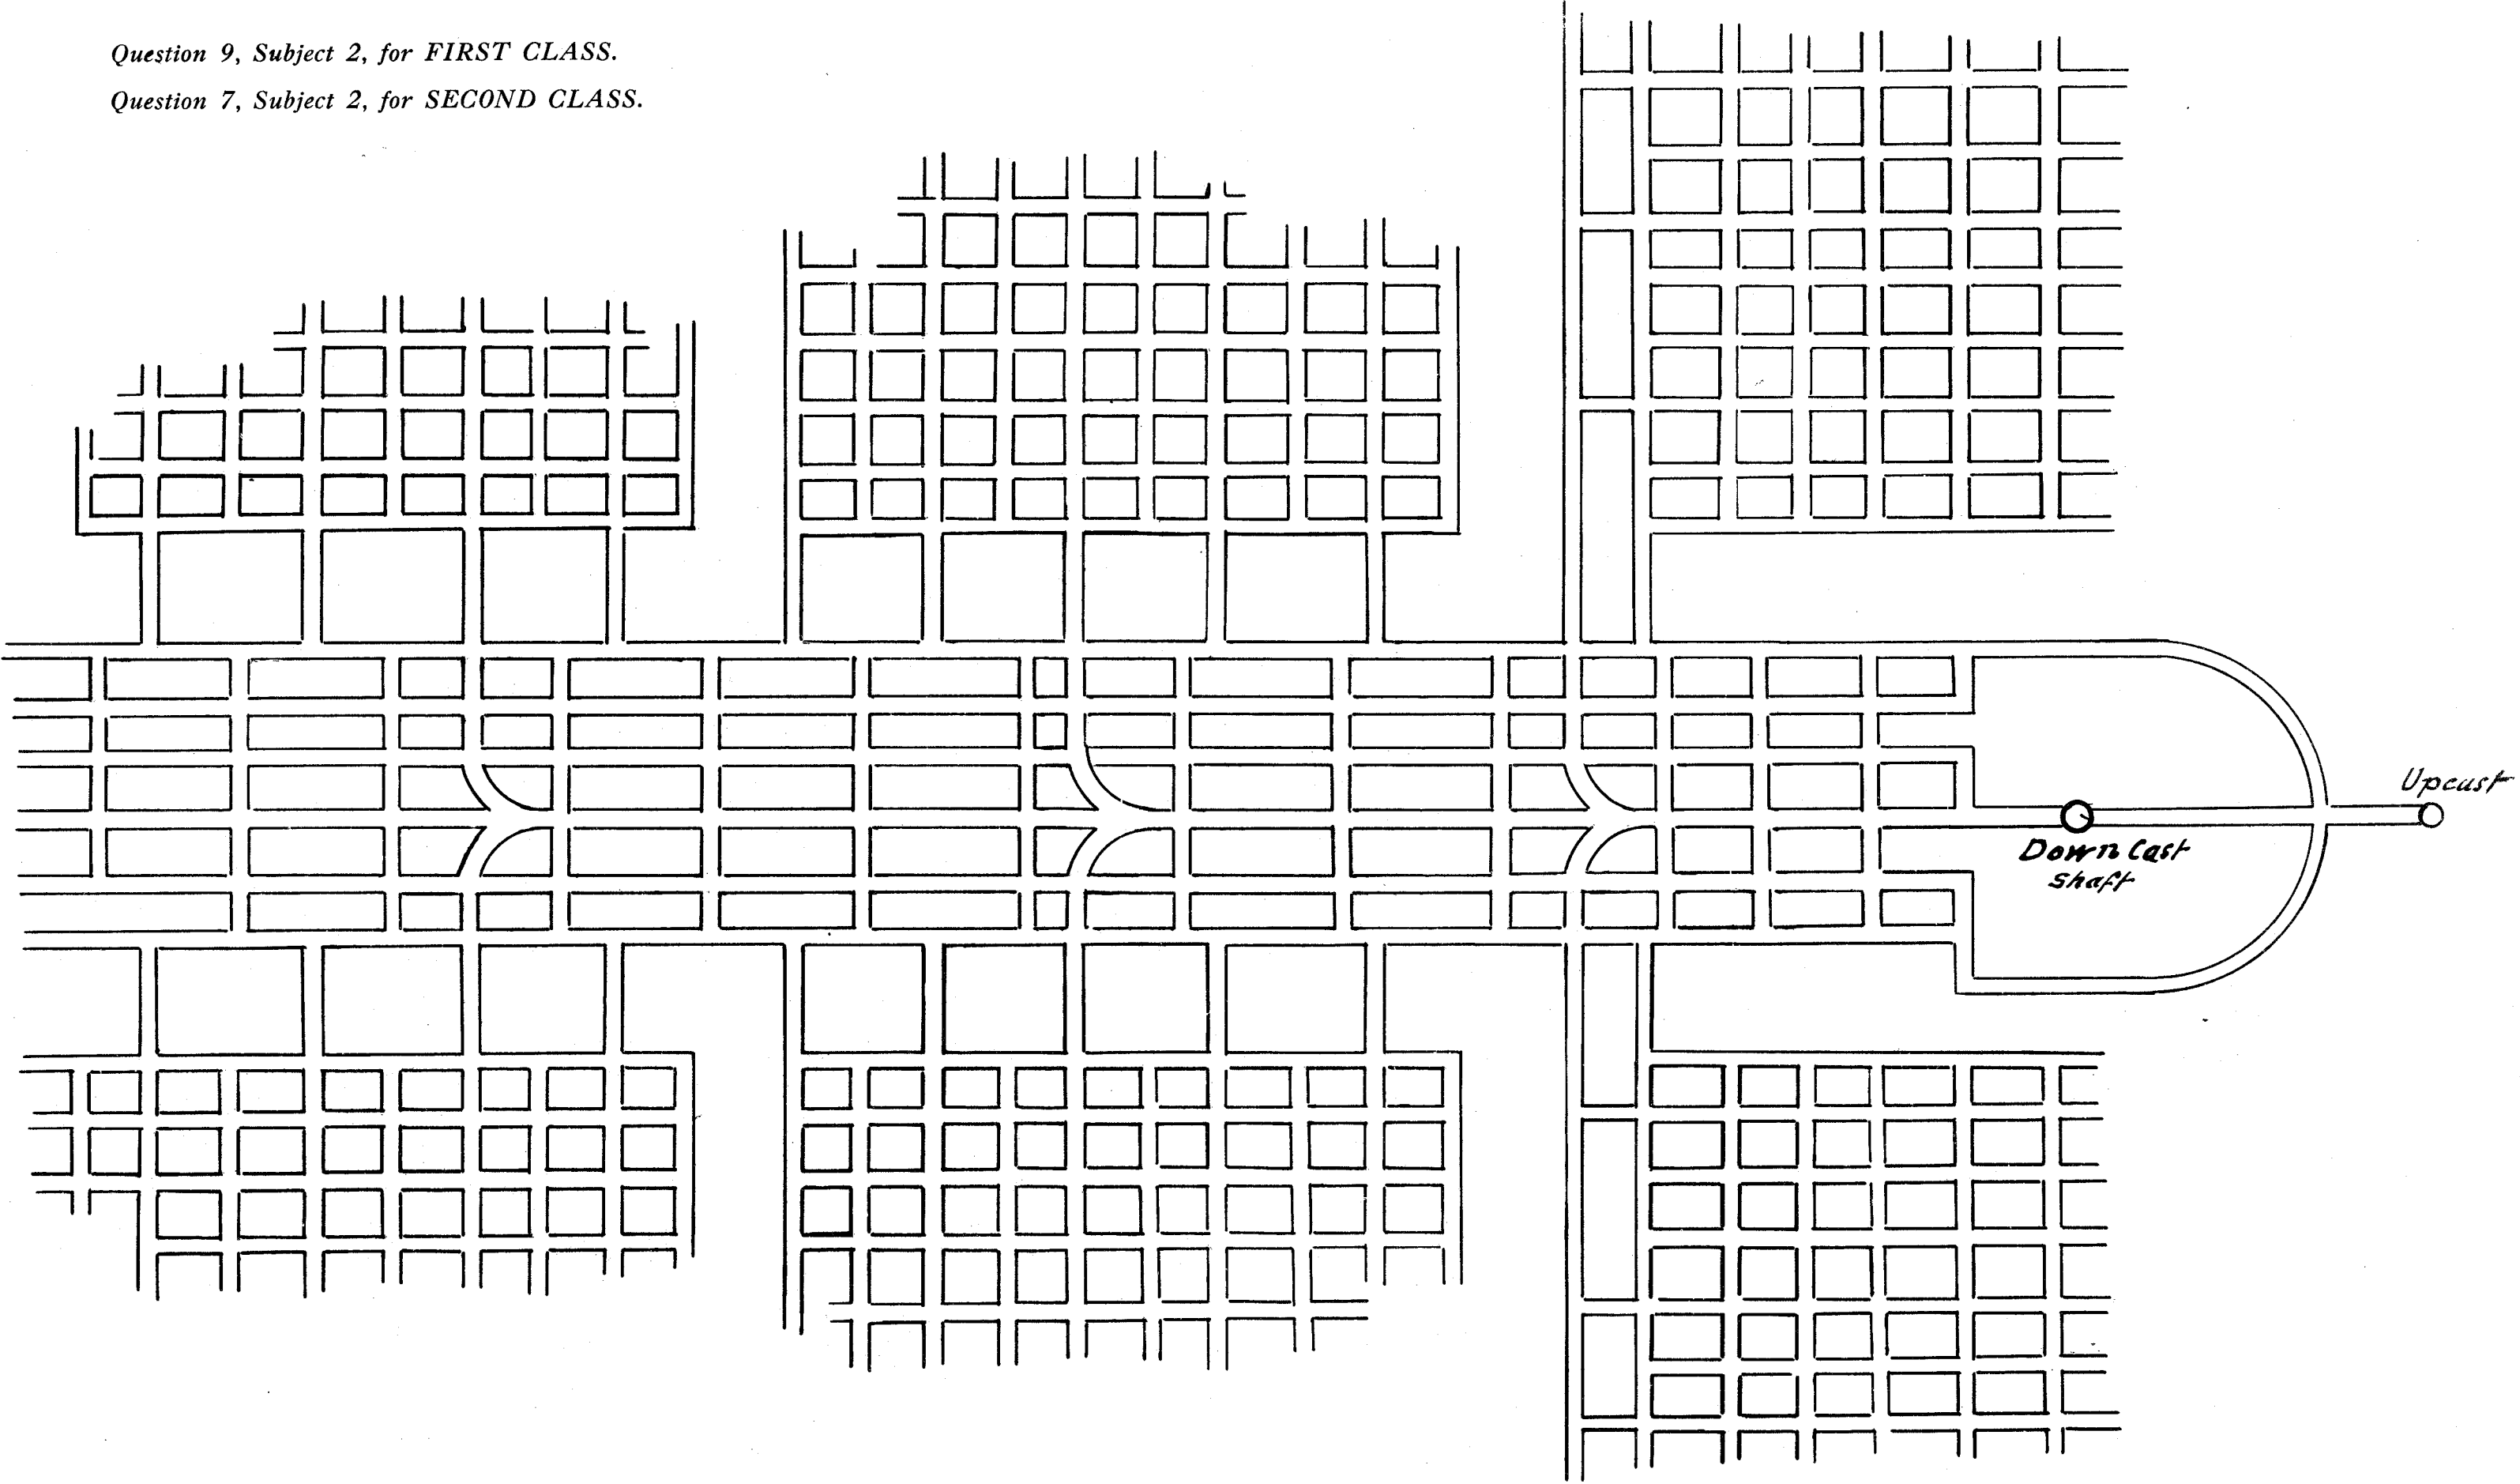 Question 9, Subject 2, for FIRST CLASS.
Question 7, Subject 2, for SECOND CLASS.
Upcast
Down Cast
shaft